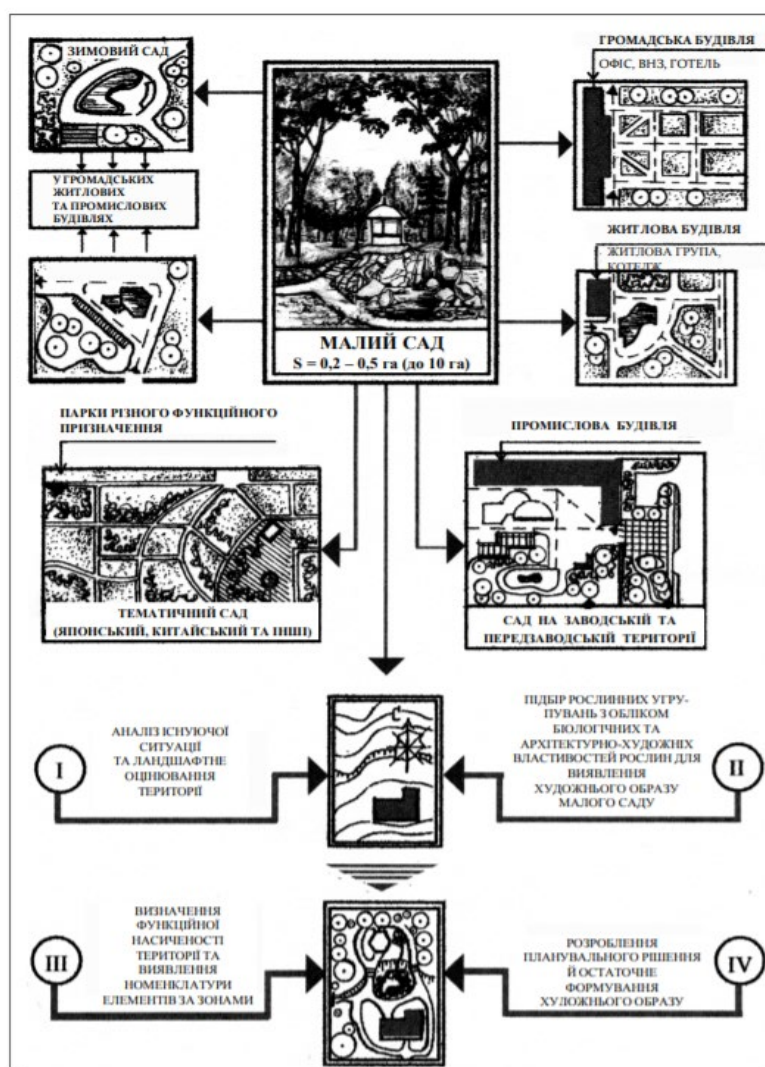 ЗИМОВИЙ САД
У ГРОМАДСЬКИХ
ЖИТЛОВИХ
ТА ПРОМИСЛОВИХ
БУДІВЛЯХ
МАЛИЙ САД
S = 0,2 – 0,5 га (до 10 га)
ГРОМАДСЬКА БУДІВЛЯ
ОФІС, ВНЗ, ГОТЕЛЬ
ЖИТЛОВА БУДІВЛЯ
ЖИТЛОВА ГРУПА,
КОТЕДЖ
ПАРКИ РІЗНОГО ФУНКЦІЙНОГО
ПРИЗНАЧЕННЯ
ТЕМАТИЧНИЙ САД
(ЯПОНСЬКИЙ, КИТАЙСЬКИЙ ТА ІНШІ)
ПРОМИСЛОВА БУДІВЛЯ
САД НА ЗАВОДСЬКІЙ ТА
ПЕРЕДЗАВОДСЬКІЙ ТЕРИТОРІЇ
I
АНАЛІЗ ІСНУЮЧОЇ
СИТУАЦІЇ
ТА ЛАНДШАФТНЕ
ОЦІНЮВАННЯ
ТЕРИТОРІЇ
ПІДБІР РОСЛИННИХ УГРУ-
ПУВАНЬ З ОБЛІКОМ
БІОЛОГІЧНИХ ТА
АРХІТЕКТУРНО-ХУДОЖНІХ
ВЛАСТИВОСТЕЙ РОСЛИН ДЛЯ
ВИЯВЛЕННЯ
ХУДОЖНЬОГО ОБРАЗУ
МАЛОГО САДУ
II
III
ВИЗНАЧЕННЯ
ФУНКЦІЙНОЇ
НАСИЧЕНОСТІ
ТЕРИТОРІЇ ТА
ВИЯВЛЕННЯ
НОМЕНКЛАТУРИ
ЕЛЕМЕНТІВ ЗА ЗОНАМИ
РОЗРОБЛЕННЯ
ПЛАНУВАЛЬНОГО РІШЕННЯ
Й ОСТАТОЧНЕ
ФОРМУВАННЯ
ХУДОЖНЬОГО ОБРАЗУ
IV